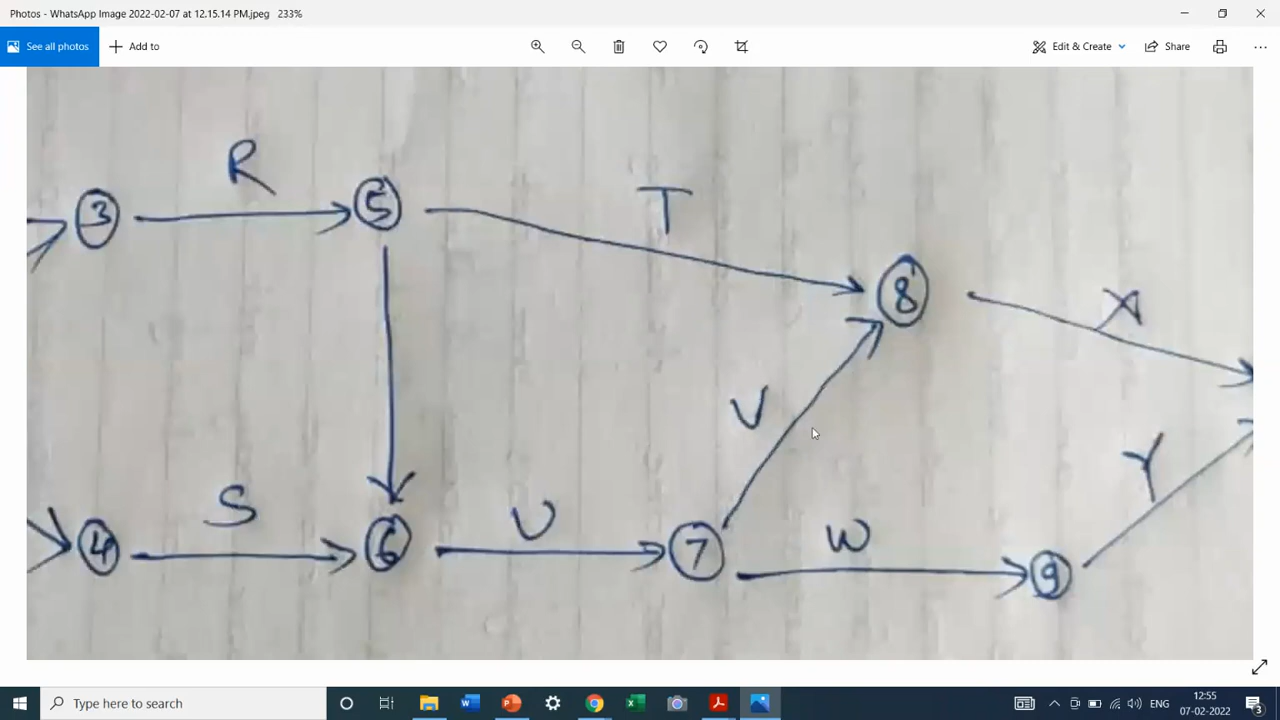 Photos - WhatsApp Image 2022-02-07 at 12.15.14 PM.jpeg 233%
See all photos
Add to
Edit & Create
Share
R
3
5
T
8
X
V
Y
S
4
6
U
7
W
9
Type here to search
ENG
12:55
07-02-2022
3